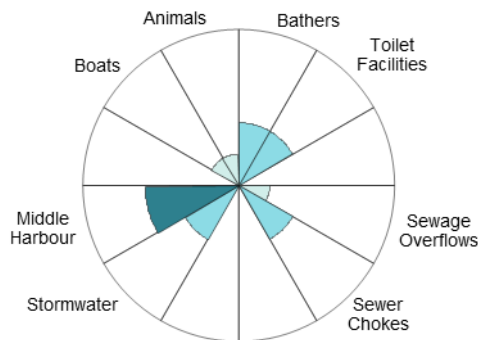 Animals
Bathers
Toilet
Facilities
Boats
Middle
Harbour
Sewage
Overflows
Stormwater
Sewer
Chokes